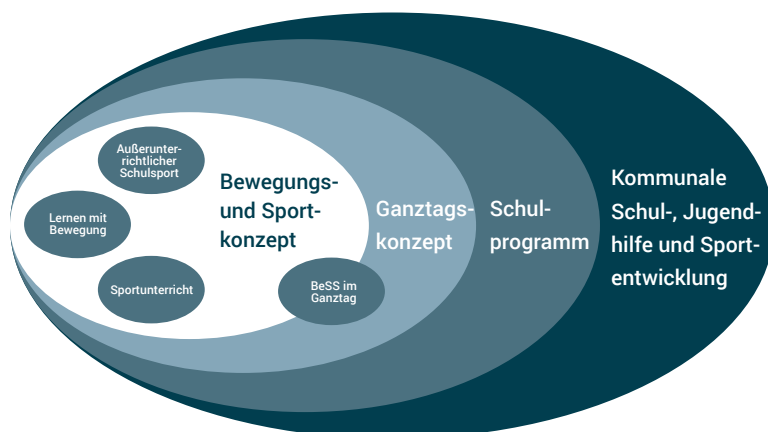 Außerunter-
richtlicher
Schulsport
Lernen mit
Bewegung
Sportunterricht
Bewegungs-
und Sport-
konzept
BeSS im
Ganztag
Ganztags-
konzept
Schul-
programm
Kommunale
Schul-, Jugend-
hilfe und Sport-
entwicklung